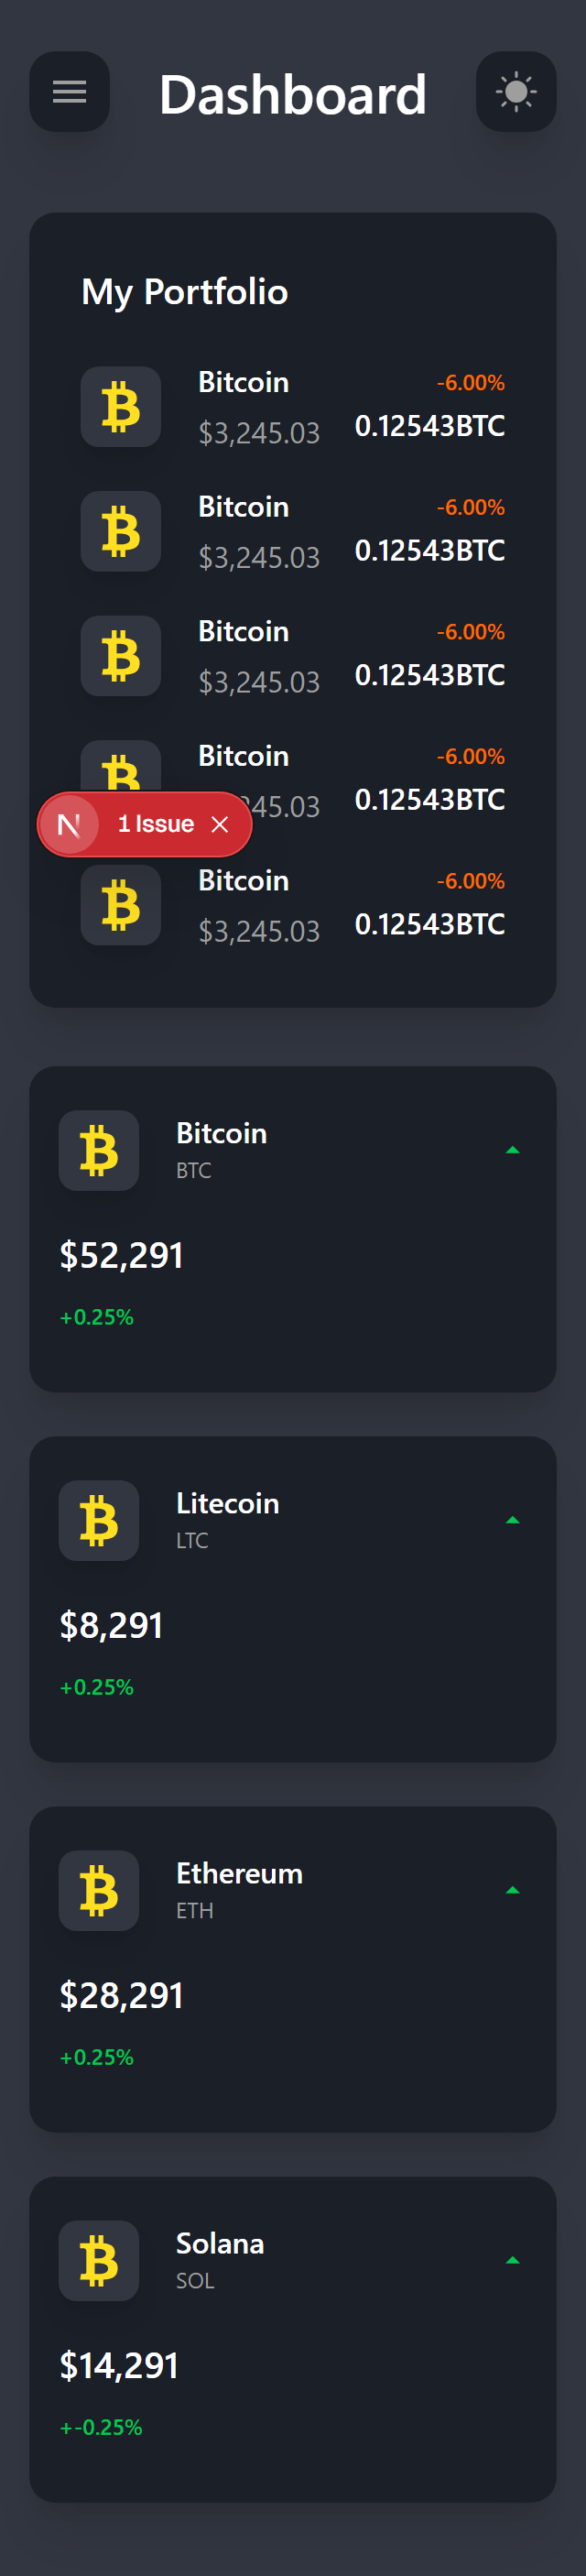 Dashboard
My Portfolio
Bitcoin
-6.00%
$3,245.03
0.12543BTC
Bitcoin
-6.00%
$3,245.03
0.12543BTC
Bitcoin
-6.00%
$3,245.03
0.12543BTC
Bitcoin
-6.00%
45.03
0.12543BTC
N 1 Issue
Bitcoin
-6.00%
$3,245.03
0.12543BTC
Bitcoin
BTC
$52,291
+0.25%
Litecoin
LTC
$8,291
+0.25%
Ethereum
ETH
$28,291
+0.25%
Solana
SOL
$14,291
+-0.25%